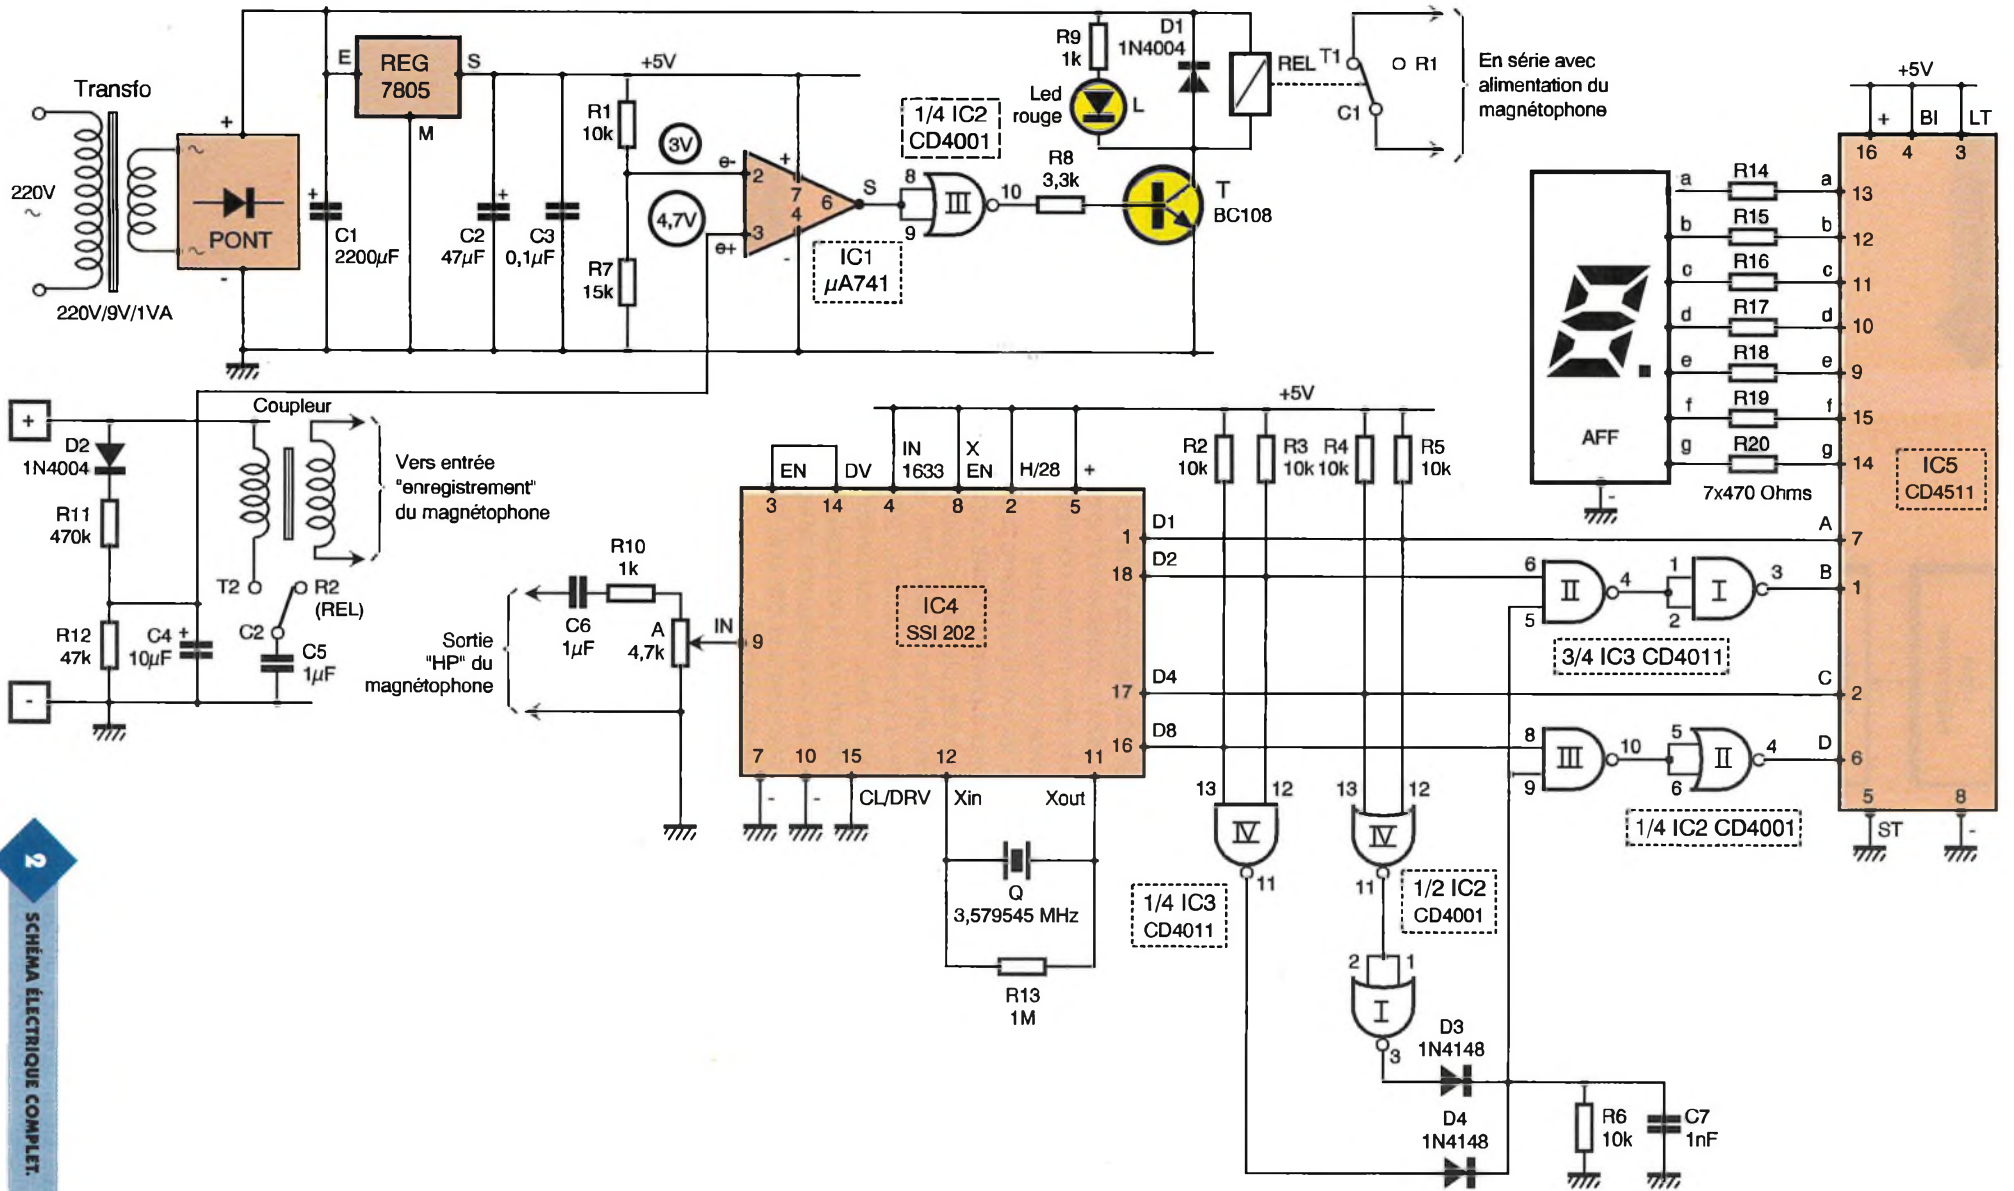 Transfo
220V
~
220V/9V/1VA
+
~
PONT
~
-
E
REG
7805
S
M
+
C1
2200µF
+
C2
47µF
C3
0,1µF
+5V
R1
10k
R7
15k
3V
4,7V
e-
2
e+
3
+
7
4
6
-
S
IC1
µA741
1/4 IC2
CD4001
8
9
III
10
R8
3,3k
R9
1k
Led
rouge
L
D1
1N4004
T
BC108
REL
T1
R1
C1
En série avec
alimentation du
magnétophone
+5V
+
BI
LT
16
4
3
a
R14
a
13
b
R15
b
12
c
R16
c
11
d
R17
d
10
e
R18
e
9
f
R19
f
15
g
R20
g
14
AFF
-
7x470 Ohms
IC5
CD4511
A
7
B
1
C
2
D
6
5
8
ST
-
+
D2
1N4004
R11
470k
R12
47k
-
C4
10µF
+
Coupleur
Vers entrée
"enregistrement"
du magnétophone
T2
R2
(REL)
C2
C5
1µF
Sortie
"HP" du
magnétophone
C6
1µF
R10
1k
A
4,7k
IN
9
EN
DV
IN
1633
X
EN
H/28
+
3
14
4
8
2
5
IC4
SSI 202
1
D1
18
D2
17
D4
16
D8
7
10
15
12
11
-
-
CL/DRV
Xin
Xout
Q
3,579545 MHz
R13
1M
+5V
R2
10k
R3
10k
R4
10k
R5
10k
6
5
II
4
1
2
I
3
3/4 IC3 CD4011
8
9
III
10
5
6
II
4
1/4 IC2 CD4001
13
12
IV
11
1/4 IC3
CD4011
13
12
IV
11
1/2 IC2
CD4001
2
1
I
3
D3
1N4148
D4
1N4148
R6
10k
C7
1nF
2
SCHÉMA ÉLECTRIQUE COMPLET.